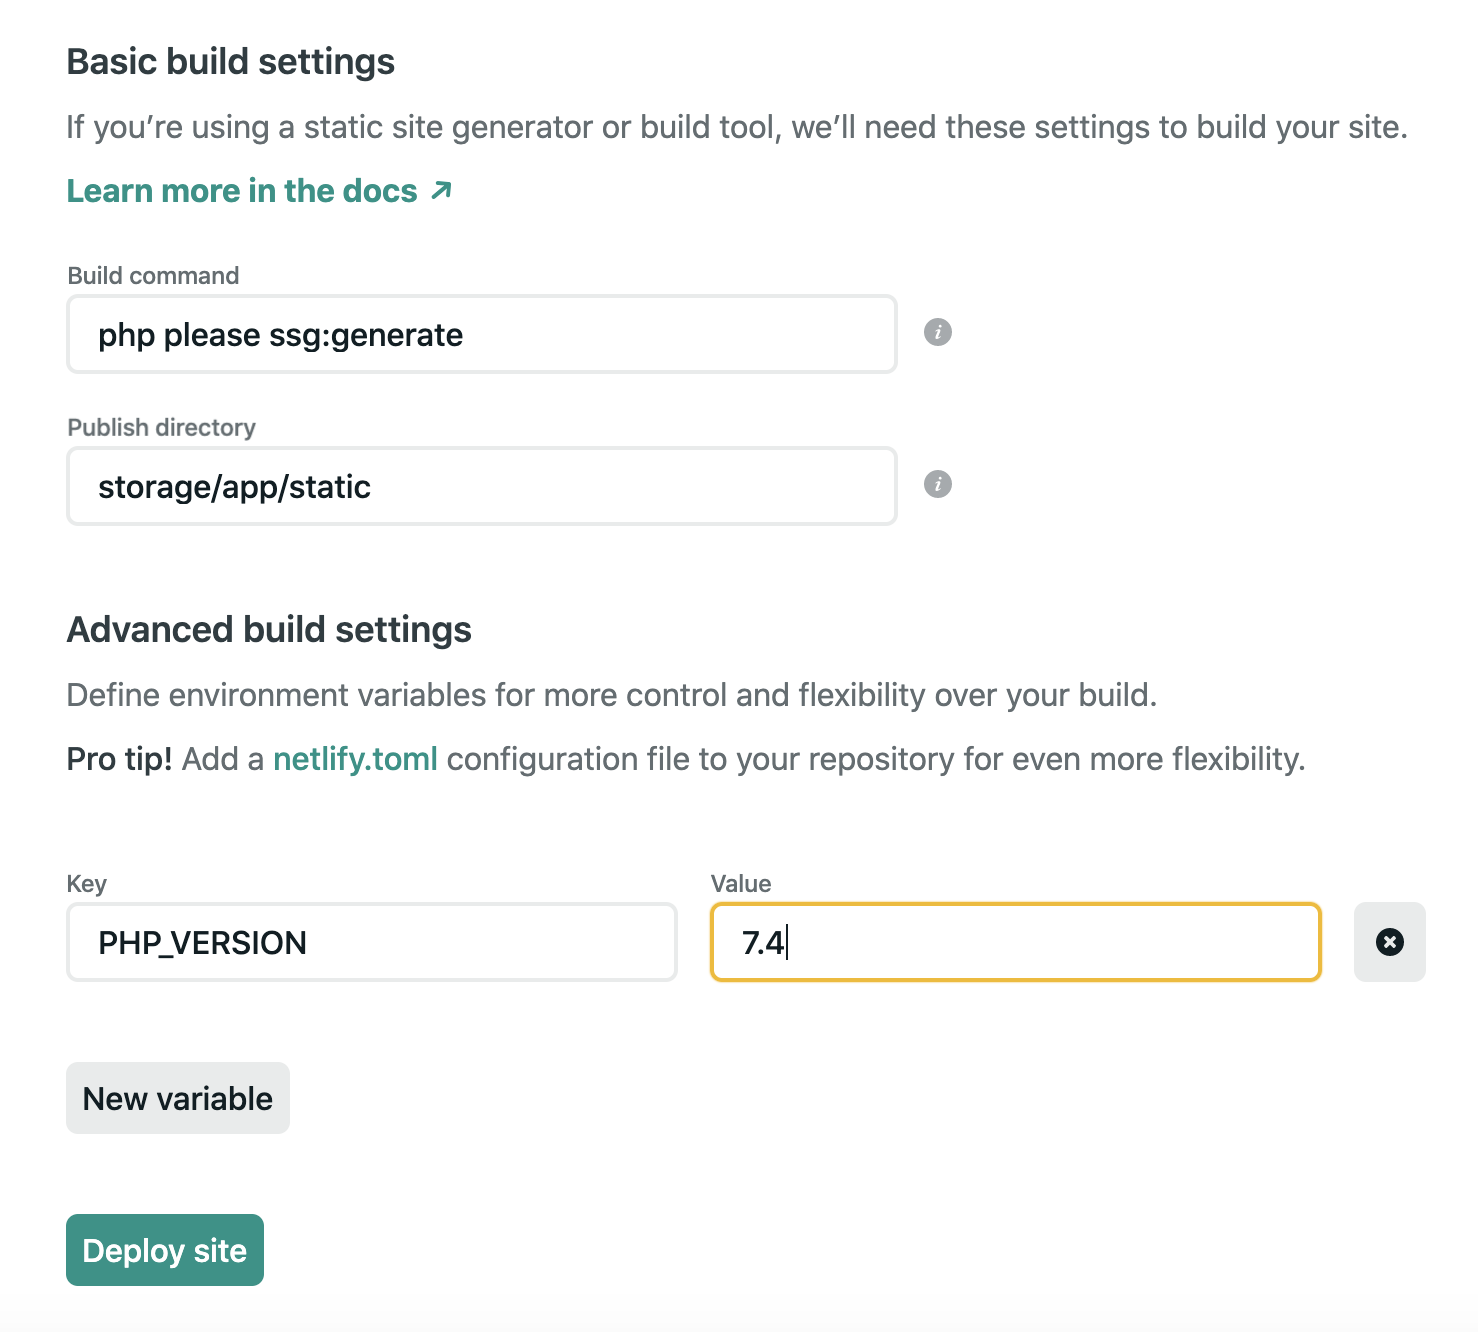 Basic build settings
If you’re using a static site generator or build tool, we’ll need these settings to build your site.
Learn more in the docs ↗
Build command
php please ssg:generate
Publish directory
storage/app/static
Advanced build settings
Define environment variables for more control and flexibility over your build.
Pro tip! Add a netlify.toml configuration file to your repository for even more flexibility.
Key Value
PHP_VERSION 7.4
New variable
Deploy site